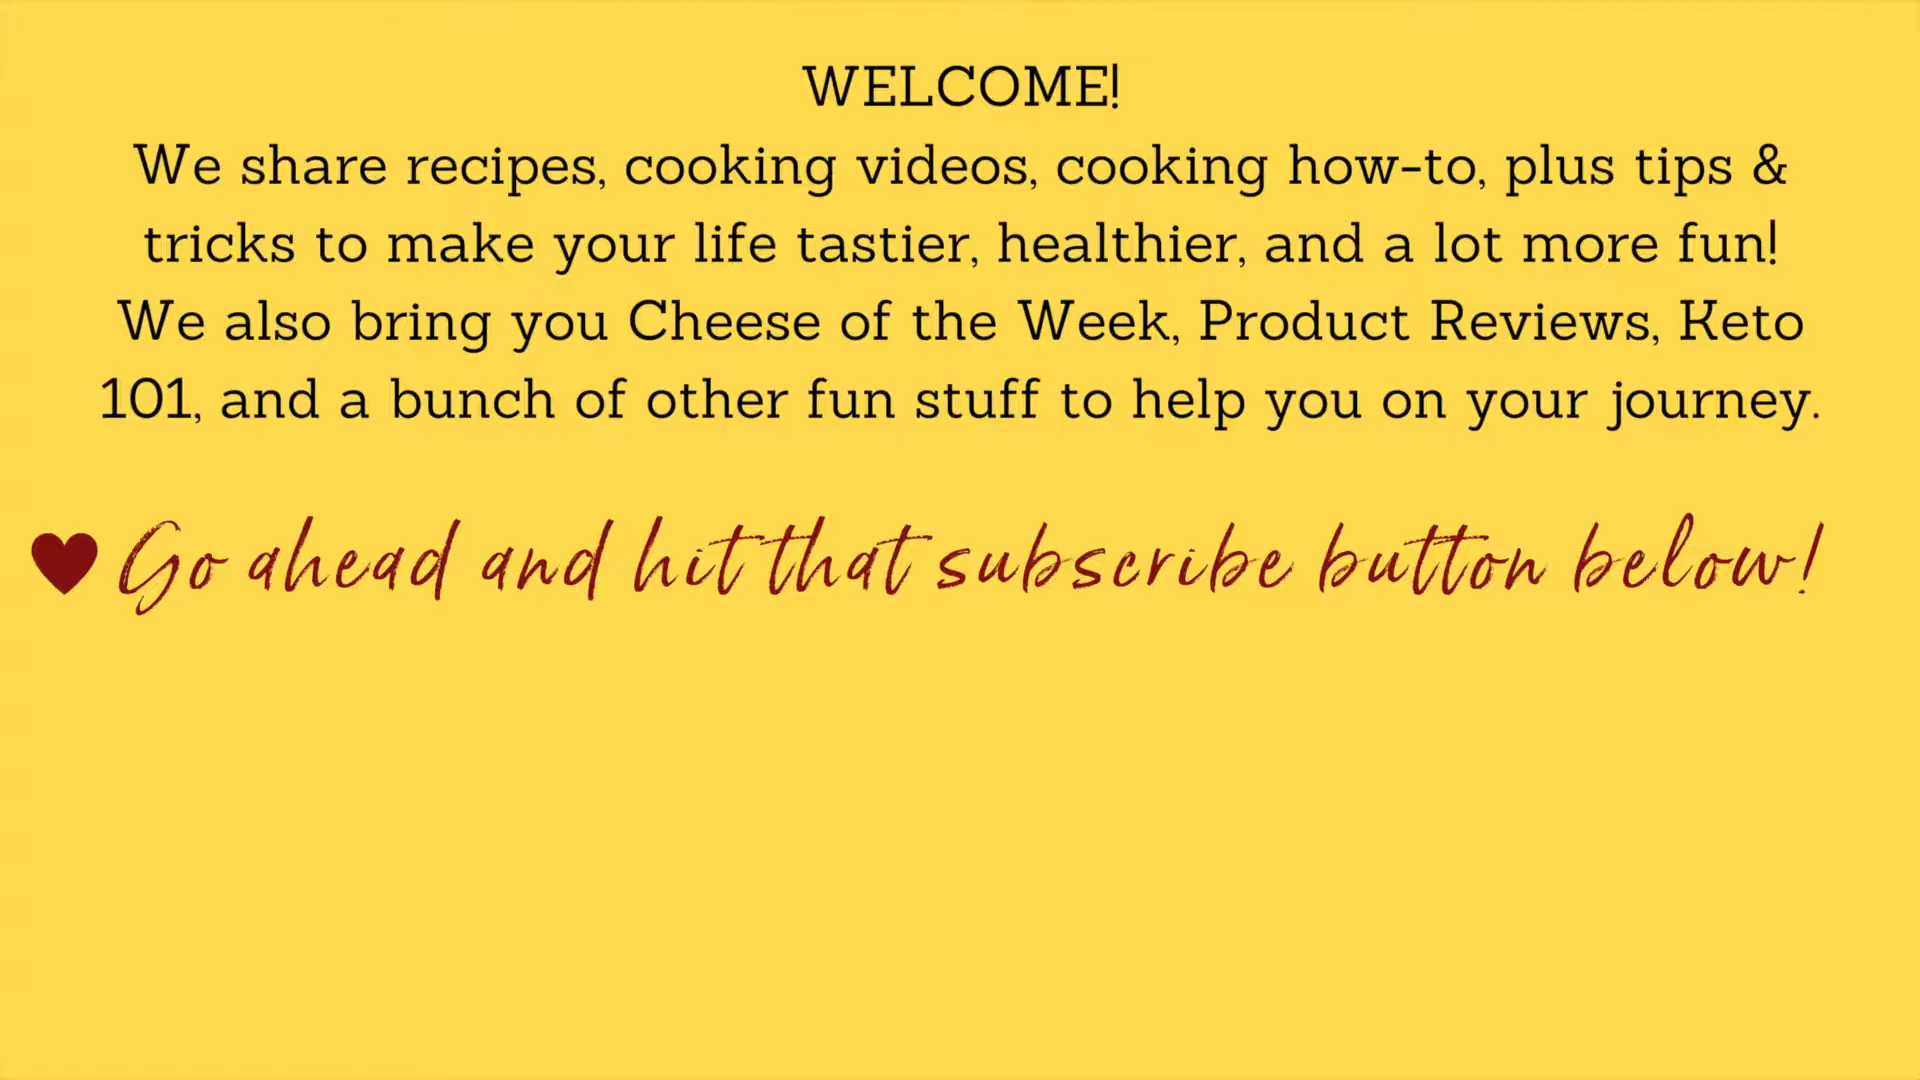 WELCOME!
We share recipes, cooking videos, cooking how-to, plus tips &
tricks to make your life tastier, healthier, and a lot more fun!
We also bring you Cheese of the Week, Product Reviews, Keto
101, and a bunch of other fun stuff to help you on your journey.
Go ahead and hit that subscribe button below!